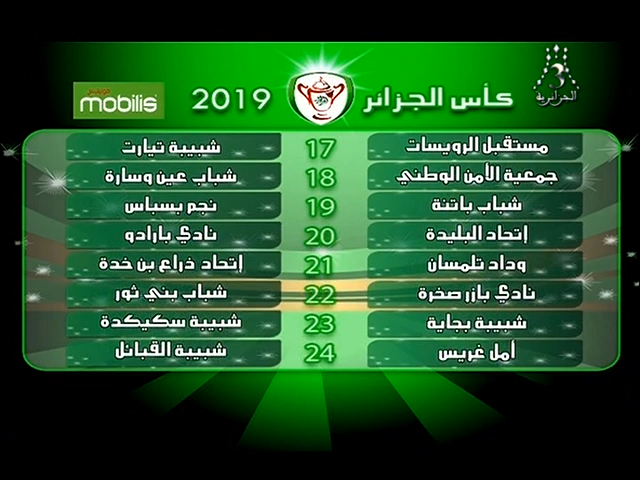 موبيليس
mobilis
كأس الجزائر 2019
3
الجزائرية
مستقبل الرويسات 17 شبيبة تيارت
جمعية الأمن الوطني 18 شباب عين وسارة
شباب باتنة 19 نجم بسباس
إتحاد البليدة 20 نادي بارادو
وداد تلمسان 21 إتحاد ذراع بن خدة
نادي بازر صخرة 22 شباب بني ثور
شبيبة بجاية 23 شبيبة سكيكدة
أمل غريس 24 شبيبة القبائل